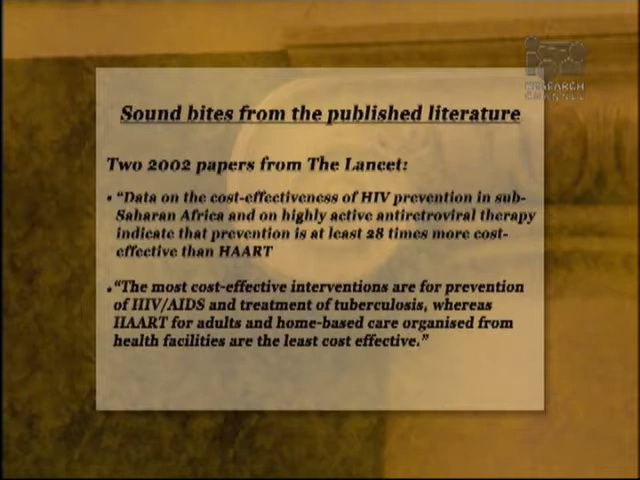 RESEARCH
CHANNEL
Sound bites from the published literature
Two 2002 papers from The Lancet:
• “Data on the cost-effectiveness of HIV prevention in sub-
Saharan Africa and on highly active antiretroviral therapy
indicate that prevention is at least 28 times more cost-
effective than HAART
• “The most cost-effective interventions are for prevention
of HIV/AIDS and treatment of tuberculosis, whereas
HAART for adults and home-based care organised from
health facilities are the least cost effective.”